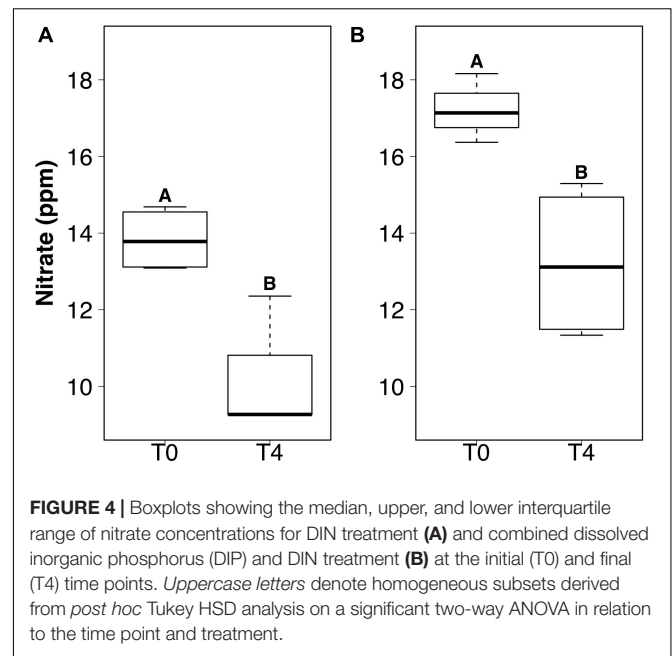 A
B
Nitrate (ppm)
18
16
14
12
10
A
B
T0
T4
18
16
14
12
10
A
B
T0
T4
FIGURE 4 | Boxplots showing the median, upper, and lower interquartile
range of nitrate concentrations for DIN treatment (A) and combined dissolved
inorganic phosphorus (DIP) and DIN treatment (B) at the initial (T0) and final
(T4) time points. Uppercase letters denote homogeneous subsets derived
from post hoc Tukey HSD analysis on a significant two-way ANOVA in relation
to the time point and treatment.